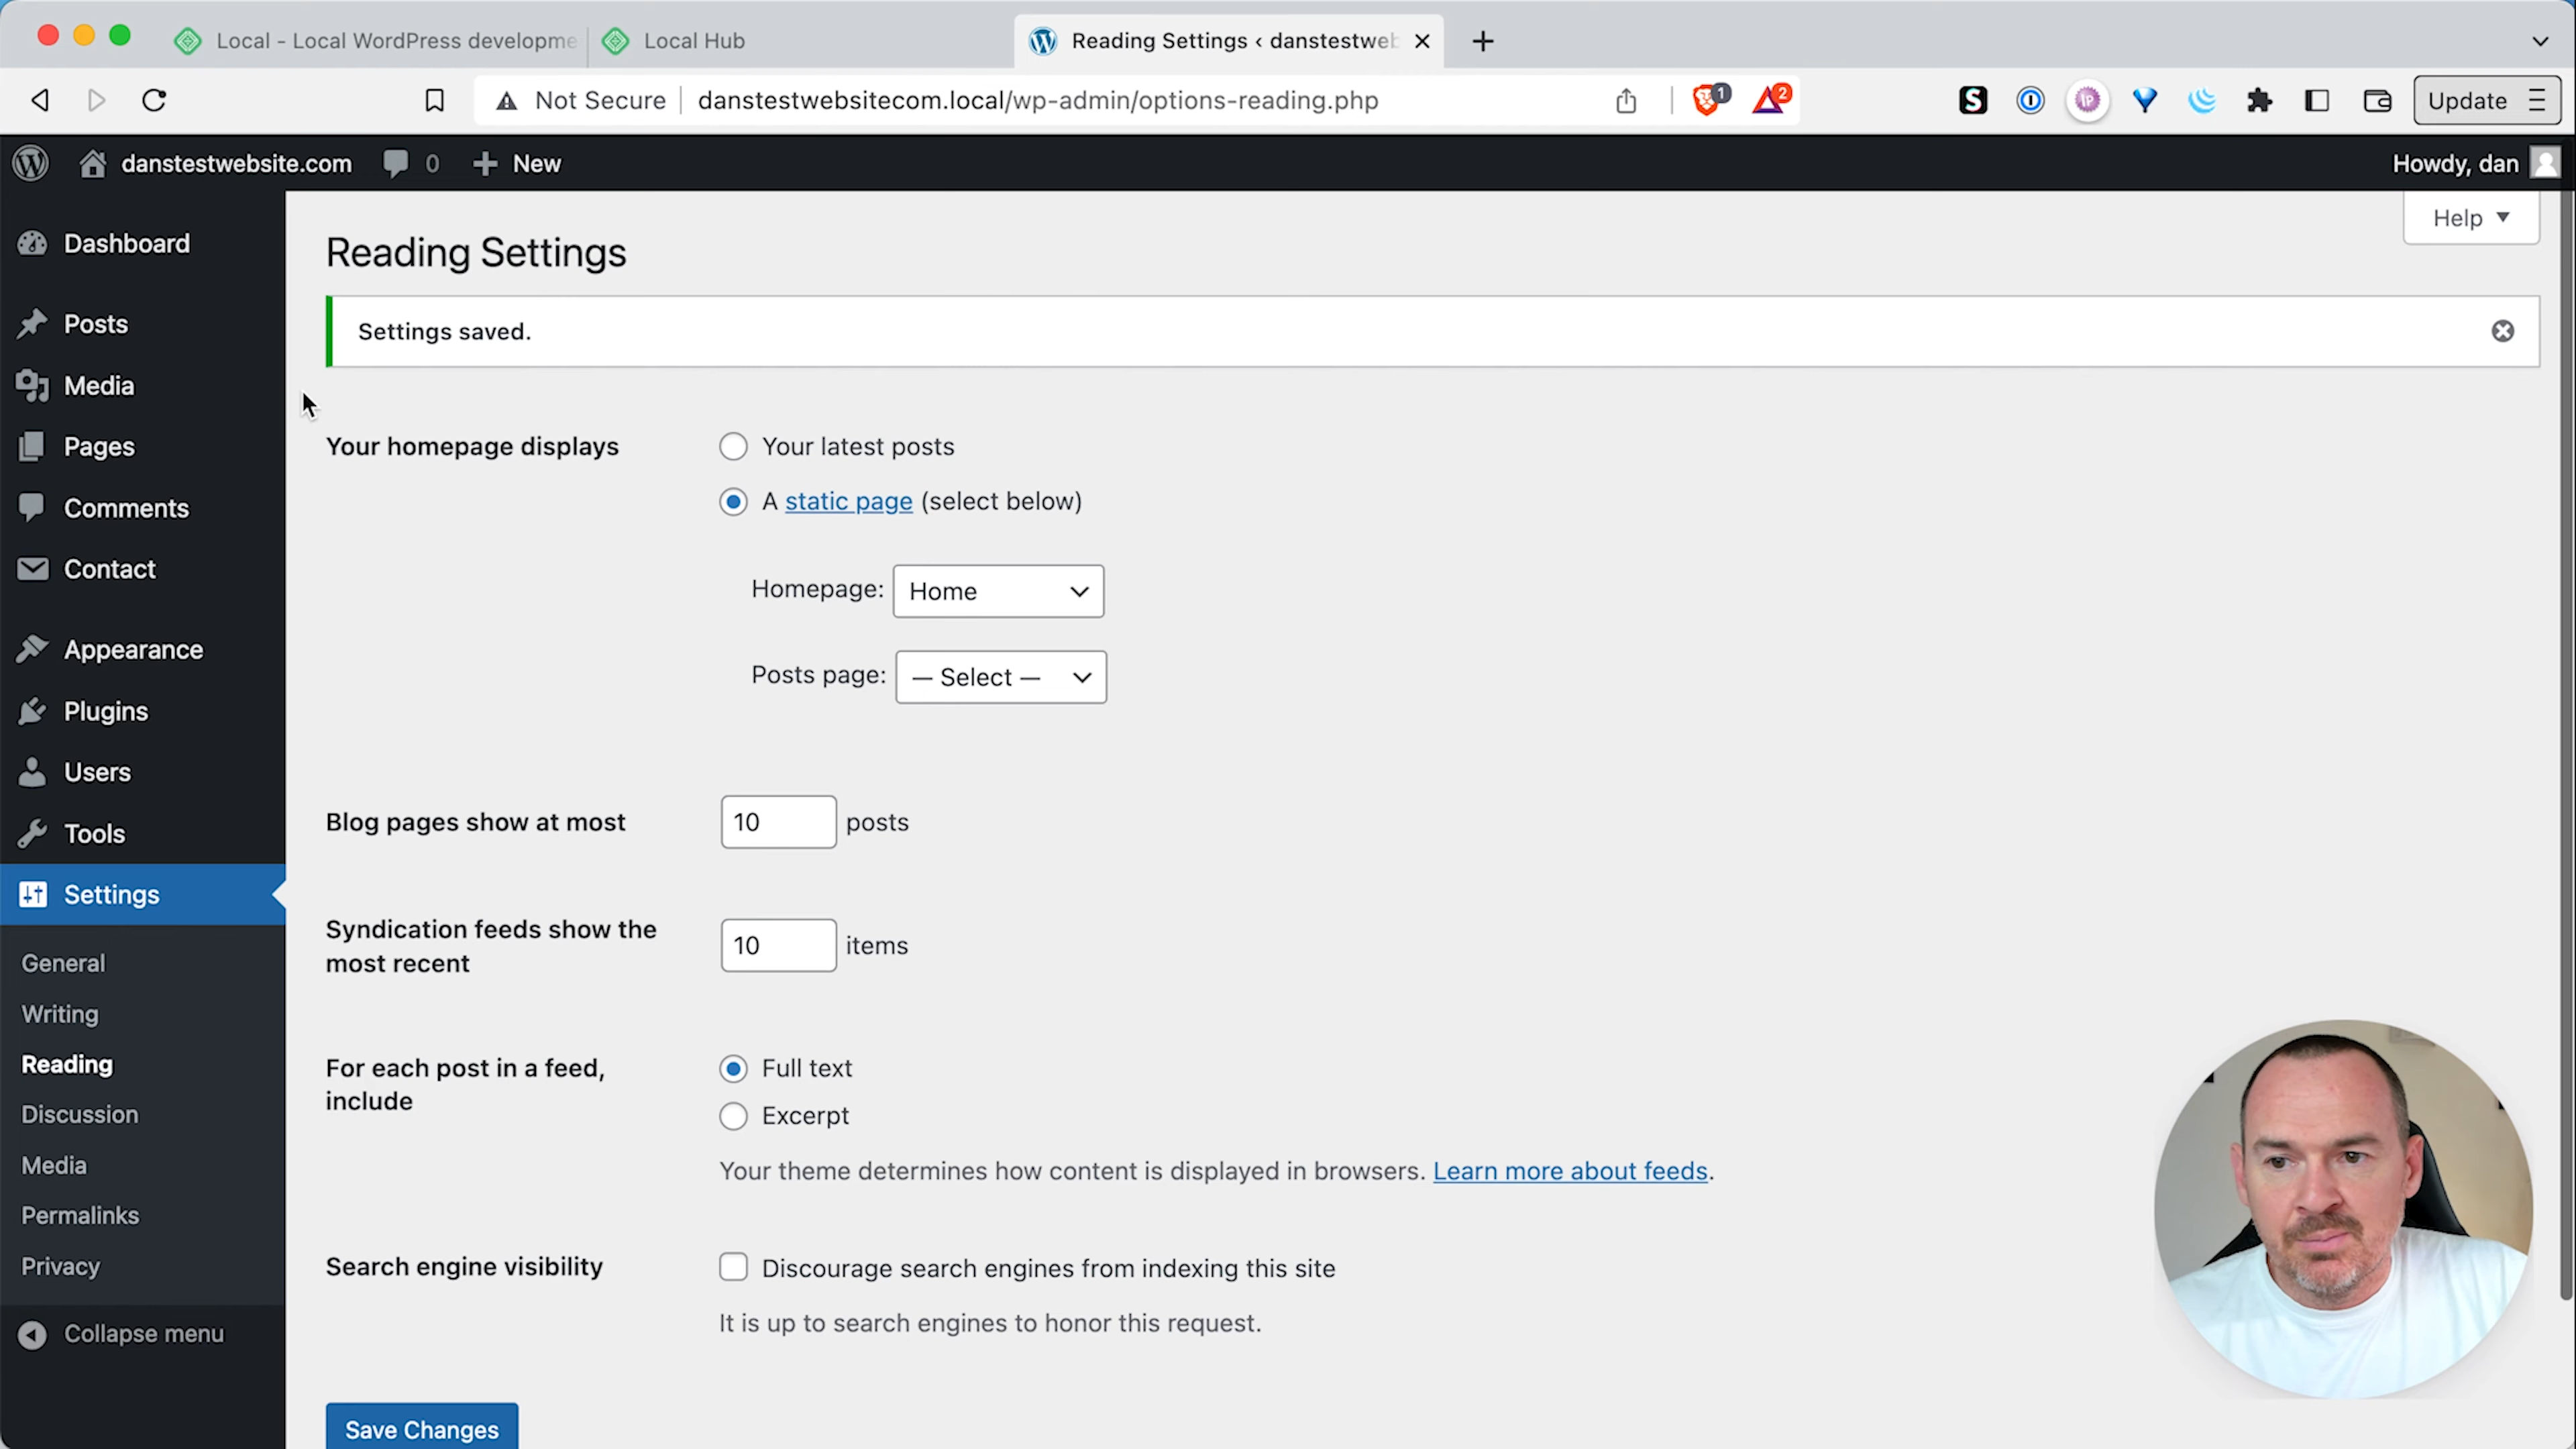 Local - Local WordPress developme
Local Hub
Reading Settings ‹ danstestweb
Not Secure
danstestwebsitecom.local/wp-admin/options-reading.php
1
2
Update
danstestwebsite.com
0
New
Howdy, dan
Dashboard
Posts
Media
Pages
Comments
Contact
Appearance
Plugins
Users
Tools
Settings
General
Writing
Reading
Discussion
Media
Permalinks
Privacy
Collapse menu
Help
Reading Settings
Settings saved.
Your homepage displays
Your latest posts
A static page (select below)
Homepage: Home
Posts page: — Select —
Blog pages show at most
10 posts
Syndication feeds show the
most recent
10 items
For each post in a feed,
include
Full text
Excerpt
Your theme determines how content is displayed in browsers. Learn more about feeds.
Search engine visibility
Discourage search engines from indexing this site
It is up to search engines to honor this request.
Save Changes